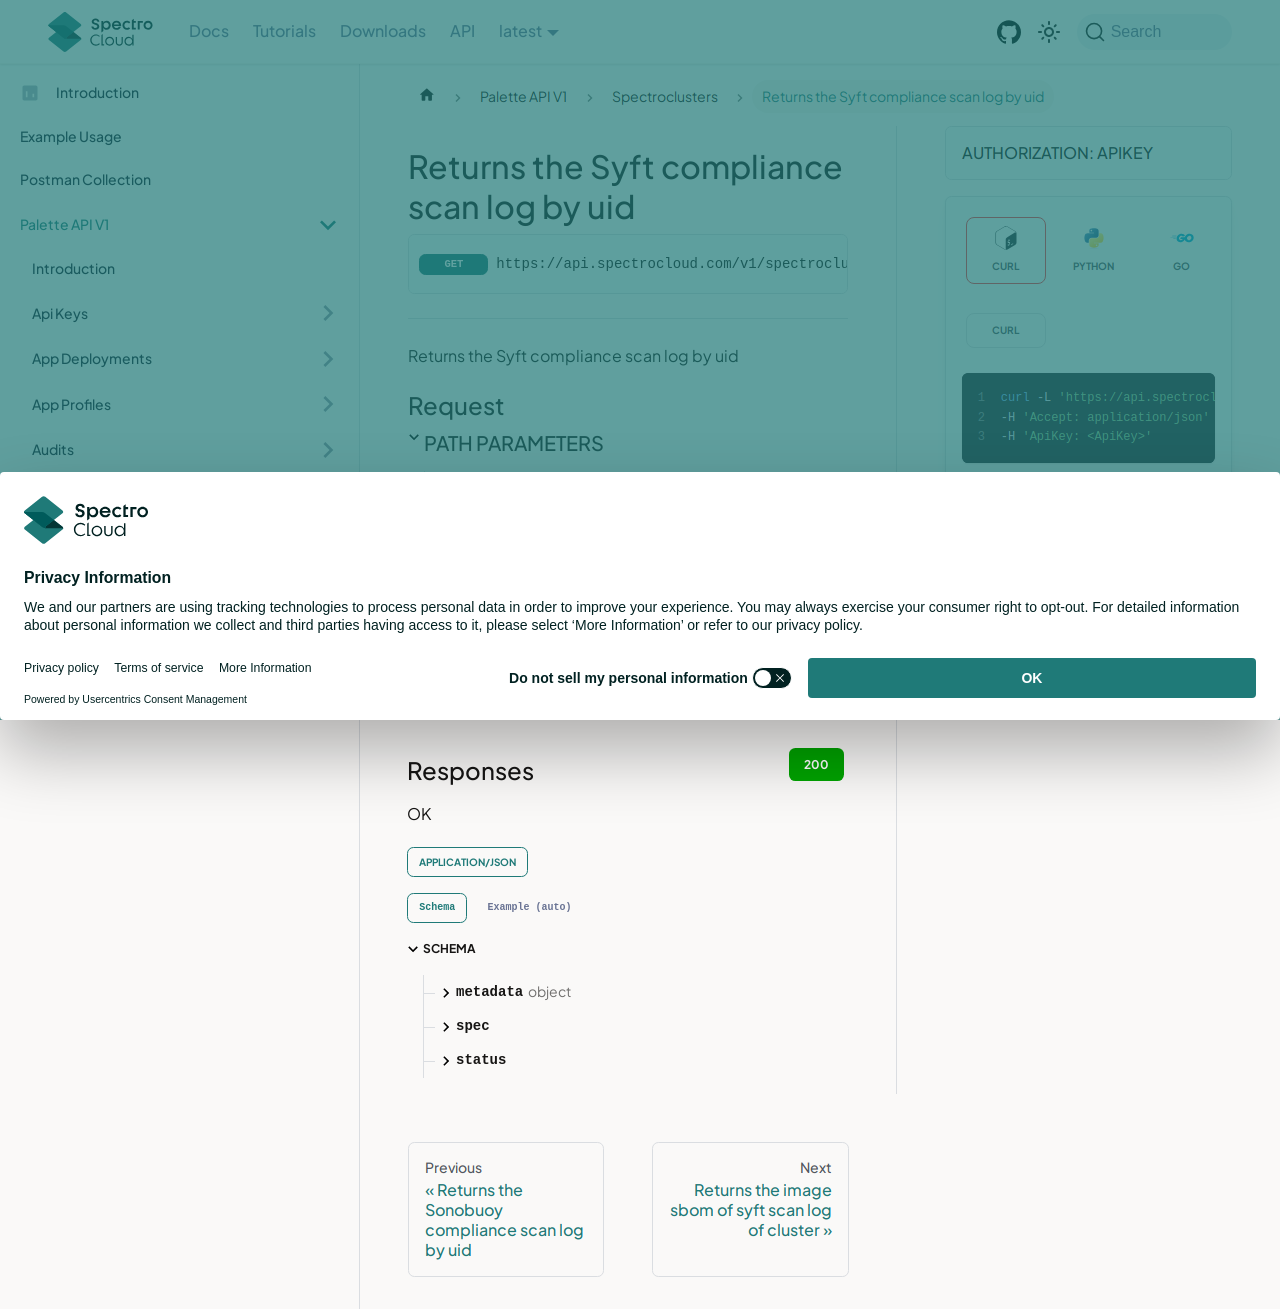 Spectro Cloud
Docs
Tutorials
Downloads
API
latest
Search
Introduction
Example Usage
Postman Collection
Palette API V1
Introduction
Api Keys
App Deployments
App Profiles
Audits
Palette API V1
Spectroclusters
Returns the Syft compliance scan log by uid
Returns the Syft compliance
scan log by uid
GET
https://api.spectrocloud.com/v1/spectroclu
Returns the Syft compliance scan log by uid
Request
PATH PARAMETERS
AUTHORIZATION: APIKEY
CURL
PYTHON
GO
CURL
1 curl -L 'https://api.spectrocl
2 -H 'Accept: application/json'
3 -H 'ApiKey: <ApiKey>'
Spectro
Cloud
Privacy Information
We and our partners are using tracking technologies to process personal data in order to improve your experience. You may always exercise your consumer right to opt-out. For detailed information
about personal information we collect and third parties having access to it, please select ‘More Information’ or refer to our privacy policy.
Privacy policy
Terms of service
More Information
Powered by Usercentrics Consent Management
Do not sell my personal information
OK
Responses
200
OK
APPLICATION/JSON
Schema
Example (auto)
SCHEMA
metadata object
spec
status
Previous
« Returns the
Sonobuoy
compliance scan log
by uid
Next
Returns the image
sbom of syft scan log
of cluster »